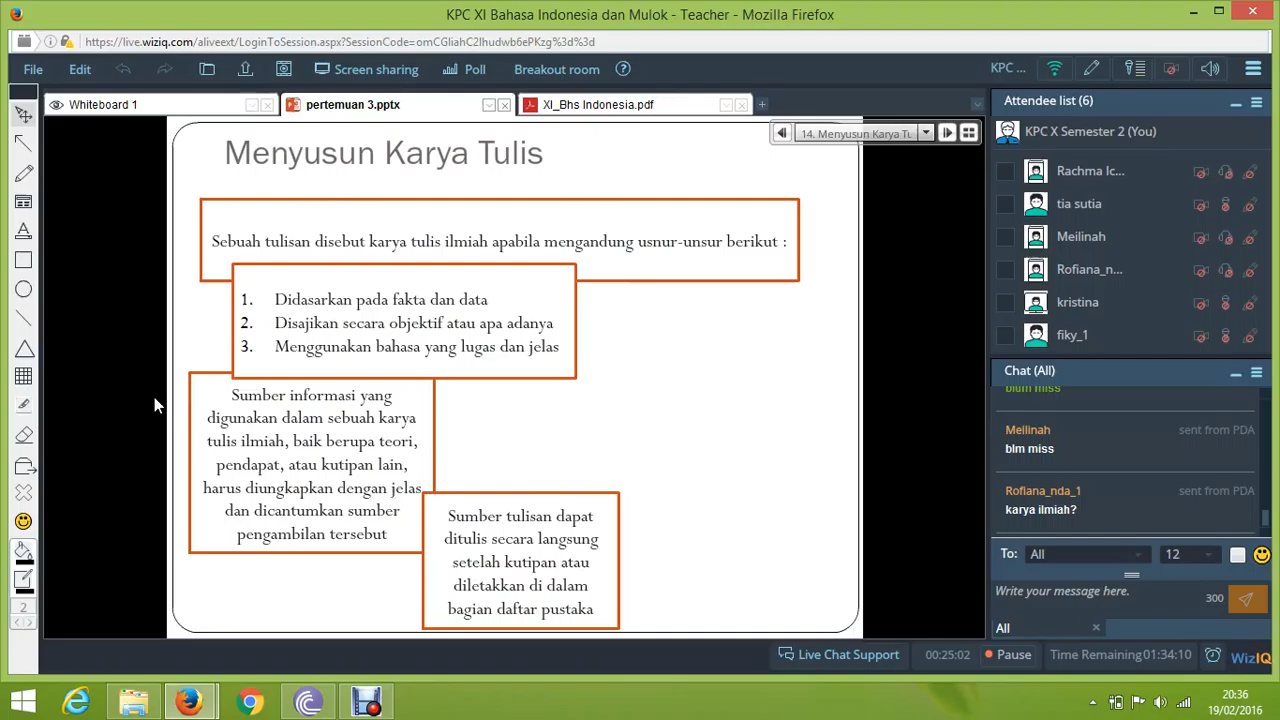 KPC XI Bahasa Indonesia dan Mulok - Teacher - Mozilla Firefox
https://live.wiziq.com/aliveext/LoginToSession.aspx?SessionCode=omCGliahC2lhudwb6ePKzg%3d%3d
File Edit Screen sharing Poll Breakout room KPC ...
Whiteboard 1 pertemuan 3.pptx XI_Bhs Indonesia.pdf
14. Menyusun Karya Tu
Menyusun Karya Tulis
Sebuah tulisan disebut karya tulis ilmiah apabila mengandung usnur-unsur berikut :
1. Didasarkan pada fakta dan data
2. Disajikan secara objektif atau apa adanya
3. Menggunakan bahasa yang lugas dan jelas
Sumber informasi yang
digunakan dalam sebuah karya
tulis ilmiah, baik berupa teori,
pendapat, atau kutipan lain,
harus diungkapkan dengan jelas
dan dicantumkan sumber
pengambilan tersebut
Sumber tulisan dapat
ditulis secara langsung
setelah kutipan atau
diletakkan di dalam
bagian daftar pustaka
2
Attendee list (6)
KPC X Semester 2 (You)
Rachma Ic...
tia sutia
Meilinah
Rofiana_n...
kristina
fiky_1
Chat (All)
blum miss
Meilinah sent from PDA
blm miss
Rofiana_nda_1 sent from PDA
karya ilmiah?
To: All 12
Write your message here. 300
All
Live Chat Support 00:25:02 Pause Time Remaining 01:34:10 WizIQ
20:36
19/02/2016